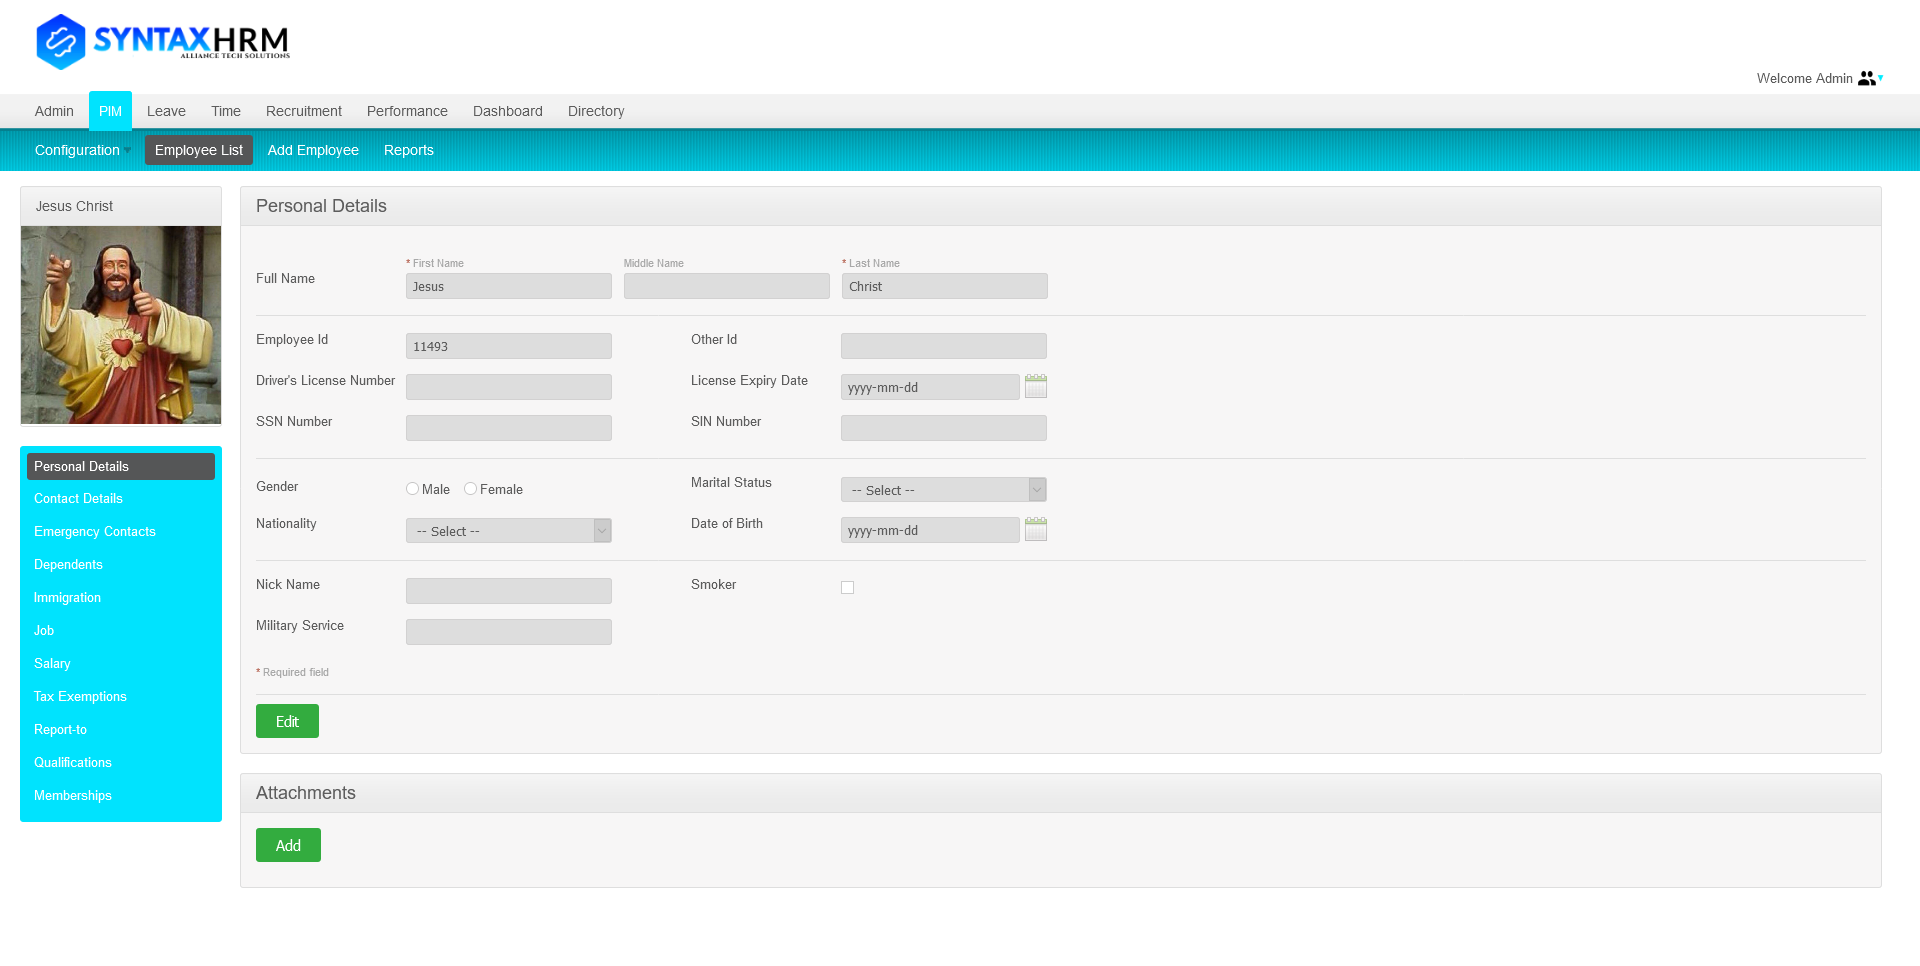 SYNTAXHRM
ALLIANCE TECH SOLUTIONS
Welcome Admin
Admin PIM Leave Time Recruitment Performance Dashboard Directory
Configuration Employee List Add Employee Reports
Jesus Christ
Personal Details
Contact Details
Emergency Contacts
Dependents
Immigration
Job
Salary
Tax Exemptions
Report-to
Qualifications
Memberships
Personal Details
* First Name Middle Name * Last Name
Full Name Jesus Christ
Employee Id 11493 Other Id
Driver's License Number License Expiry Date yyyy-mm-dd
SSN Number SIN Number
Gender Male Female Marital Status -- Select --
Nationality -- Select -- Date of Birth yyyy-mm-dd
Nick Name Smoker
Military Service
* Required field
Edit
Attachments
Add